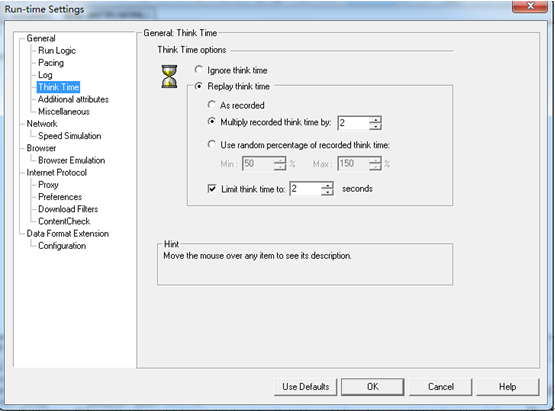 Run-time Settings
General
Run Logic
Pacing
Log
Think Time
Additional attributes
Miscellaneous
Network
Speed Simulation
Browser
Browser Emulation
Internet Protocol
Proxy
Preferences
Download Filters
ContentCheck
Data Format Extension
Configuration
General: Think Time
Think Time options
Ignore think time
Replay think time
As recorded
Multiply recorded think time by: 2
Use random percentage of recorded think time:
Min: 50 % Max: 150 %
Limit think time to: 2 seconds
Hint
Move the mouse over any item to see its description.
Use Defaults OK Cancel Help